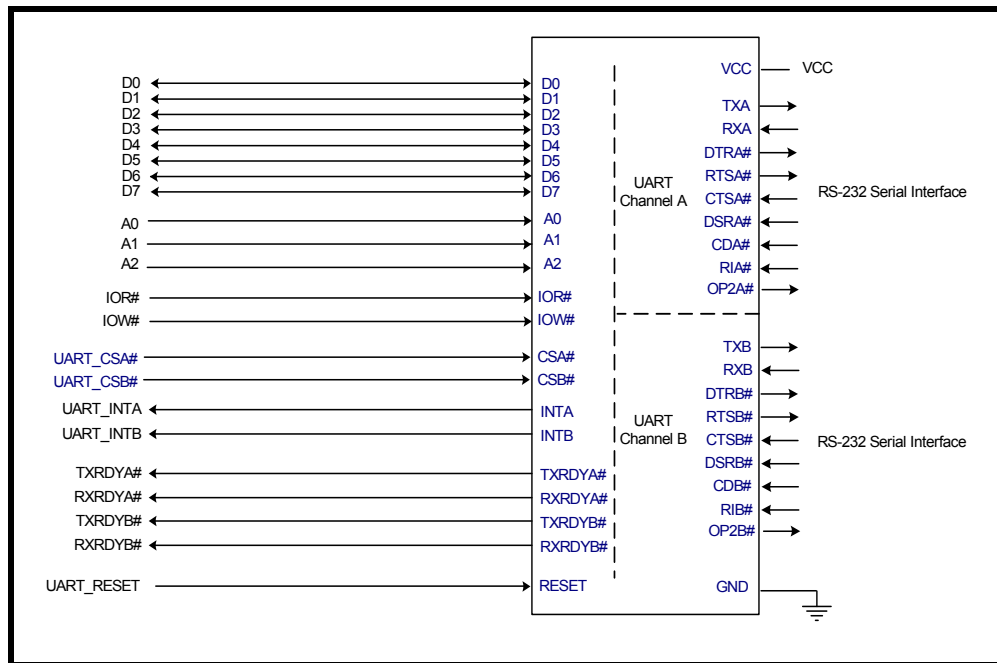 D0
D1
D2
D3
D4
D5
D6
D7
A0
A1
A2
IOR#
IOW#
UART_CSA#
UART_CSB#
UART_INTA
UART_INTB
TXRDYA#
RXRDYA#
TXRDYB#
RXRDYB#
UART_RESET
D0
D1
D2
D3
D4
D5
D6
D7
A0
A1
A2
IOR#
IOW#
CSA#
CSB#
INTA
INTB
TXRDYA#
RXRDYA#
TXRDYB#
RXRDYB#
RESET
UART
Channel A
UART
Channel B
VCC
TXA
RXA
DTRA#
RTSA#
CTSA#
DSRA#
CDA#
RIA#
OP2A#
TXB
RXB
DTRB#
RTSB#
CTSB#
DSRB#
CDB#
RIB#
OP2B#
GND
VCC
RS-232 Serial Interface
RS-232 Serial Interface